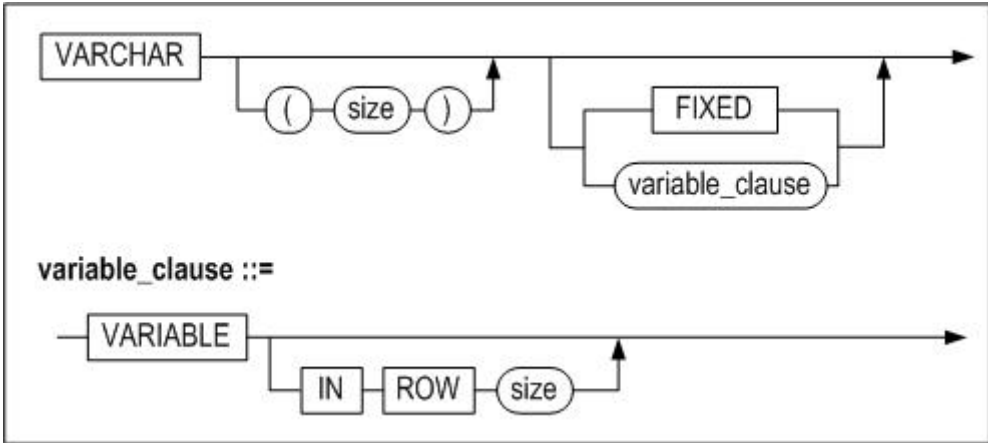 VARCHAR
( size )
FIXED
variable_clause
variable_clause ::=
VARIABLE
IN ROW size